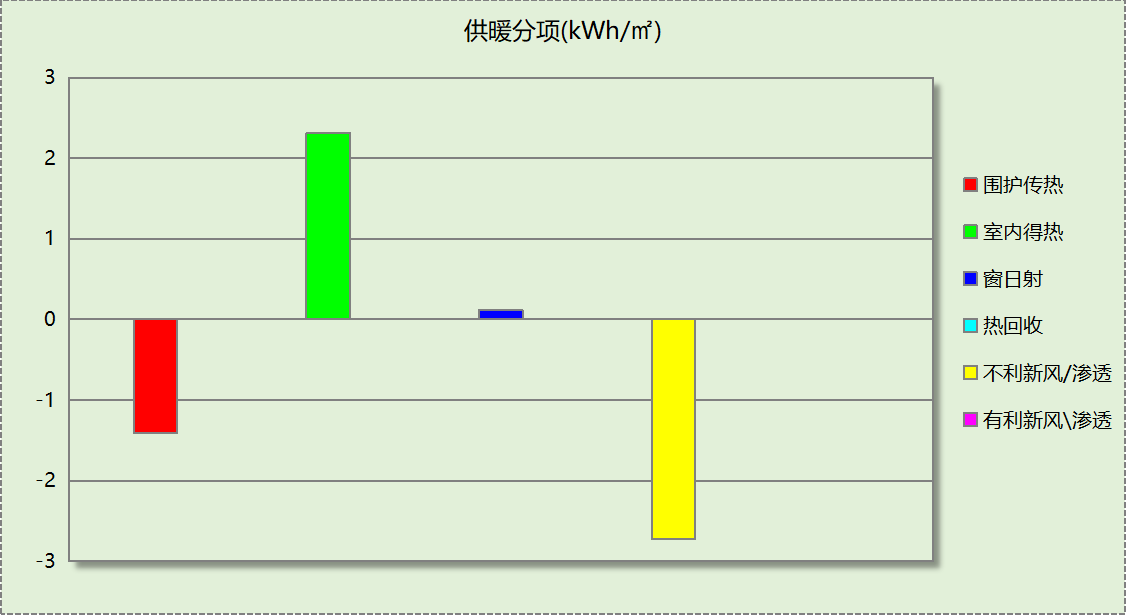 供暖分项(kWh/㎡)
3
2
1
0
-1
-2
-3
围护传热
室内得热
窗日射
热回收
不利新风/渗透
有利新风\渗透